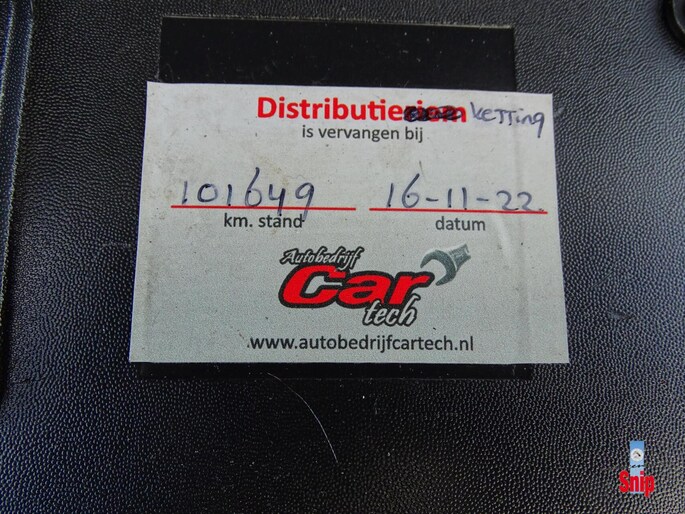 Distributieriem ketting
is vervangen bij
101649 16-11-22.
km. stand datum
Autobedrijf
Car
tech
www.autobedrijfcartech.nl
Snip